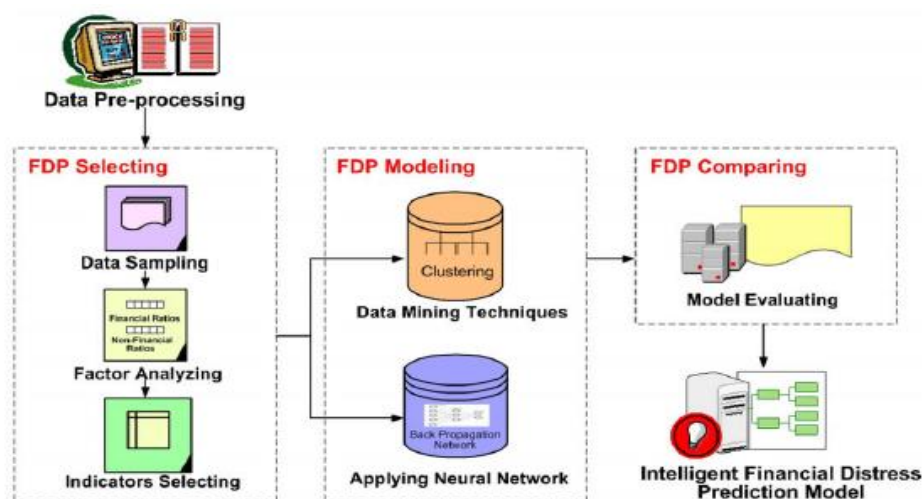 Data Pre-processing
FDP Selecting
Data Sampling
Financial Ratios
Non-Financial
Ratios
Factor Analyzing
Indicators Selecting
FDP Modeling
Clustering
Data Mining Techniques
Back Propagation
Network
Applying Neural Network
FDP Comparing
Model Evaluating
Intelligent Financial Distress
Prediction Model